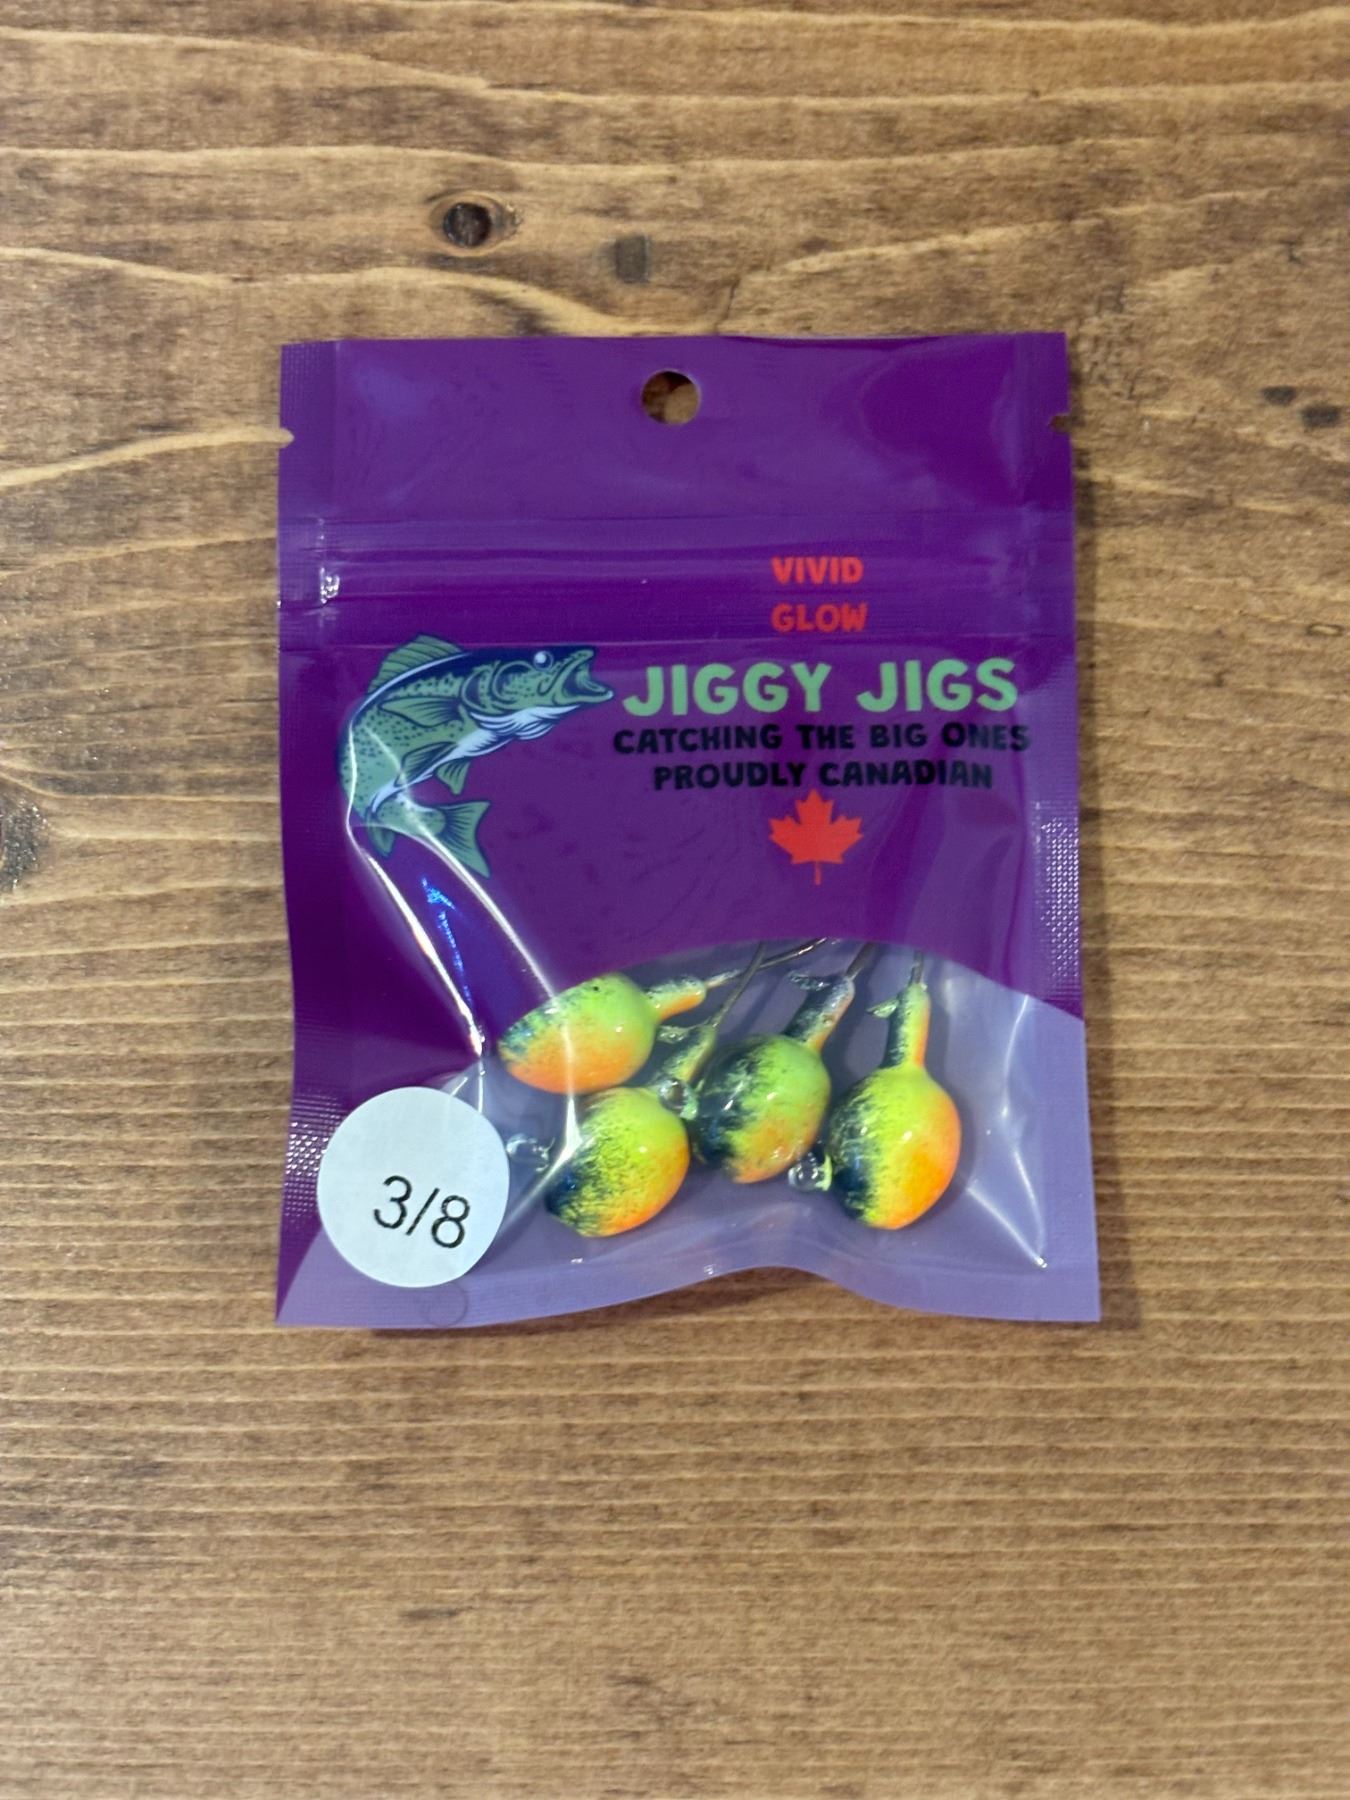 VIVID
GLOW
JIGGY JIGS
CATCHING THE BIG ONES
PROUDLY CANADIAN
3/8